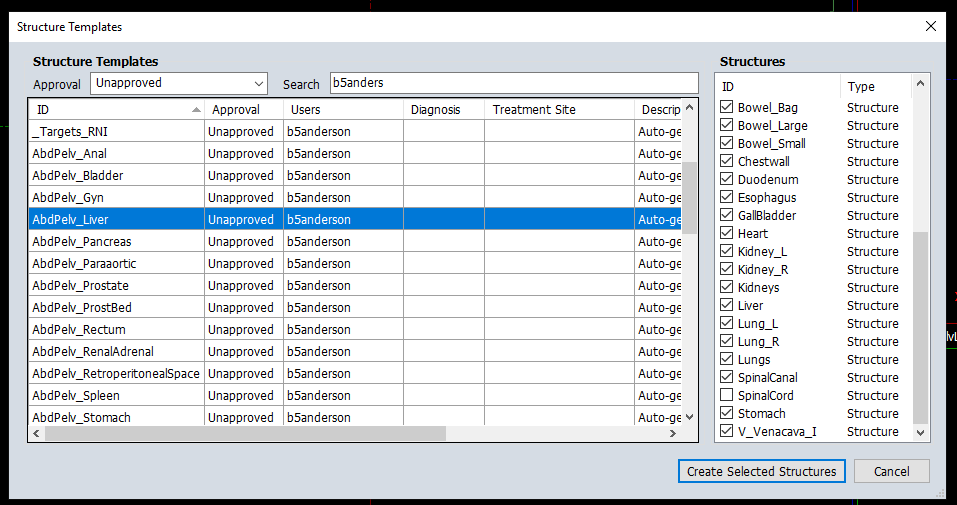 Structure Templates
Structure Templates
Approval Unapproved Search b5anders
ID Approval Users Diagnosis Treatment Site Descrip
_Targets_RNI Unapproved b5anderson Auto-ge
AbdPelv_Anal Unapproved b5anderson Auto-ge
AbdPelv_Bladder Unapproved b5anderson Auto-ge
AbdPelv_Gyn Unapproved b5anderson Auto-ge
AbdPelv_Liver Unapproved b5anderson Auto-ge
AbdPelv_Pancreas Unapproved b5anderson Auto-ge
AbdPelv_Paraaortic Unapproved b5anderson Auto-ge
AbdPelv_Prostate Unapproved b5anderson Auto-ge
AbdPelv_ProstBed Unapproved b5anderson Auto-ge
AbdPelv_Rectum Unapproved b5anderson Auto-ge
AbdPelv_RenalAdrenal Unapproved b5anderson Auto-ge
AbdPelv_RetroperitonealSpace Unapproved b5anderson Auto-ge
AbdPelv_Spleen Unapproved b5anderson Auto-ge
AbdPelv_Stomach Unapproved b5anderson Auto-ge
Structures
ID Type
Bowel_Bag Structure
Bowel_Large Structure
Bowel_Small Structure
Chestwall Structure
Duodenum Structure
Esophagus Structure
GallBladder Structure
Heart Structure
Kidney_L Structure
Kidney_R Structure
Kidneys Structure
Liver Structure
Lung_L Structure
Lung_R Structure
Lungs Structure
SpinalCanal Structure
SpinalCord Structure
Stomach Structure
V_Venacava_I Structure
Create Selected Structures Cancel